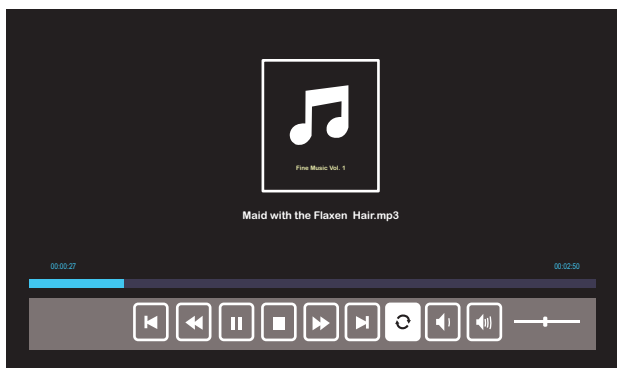 Fine Music Vol. 1
Maid with the Flaxen  Hair.mp3
00:00:27
00:02:50